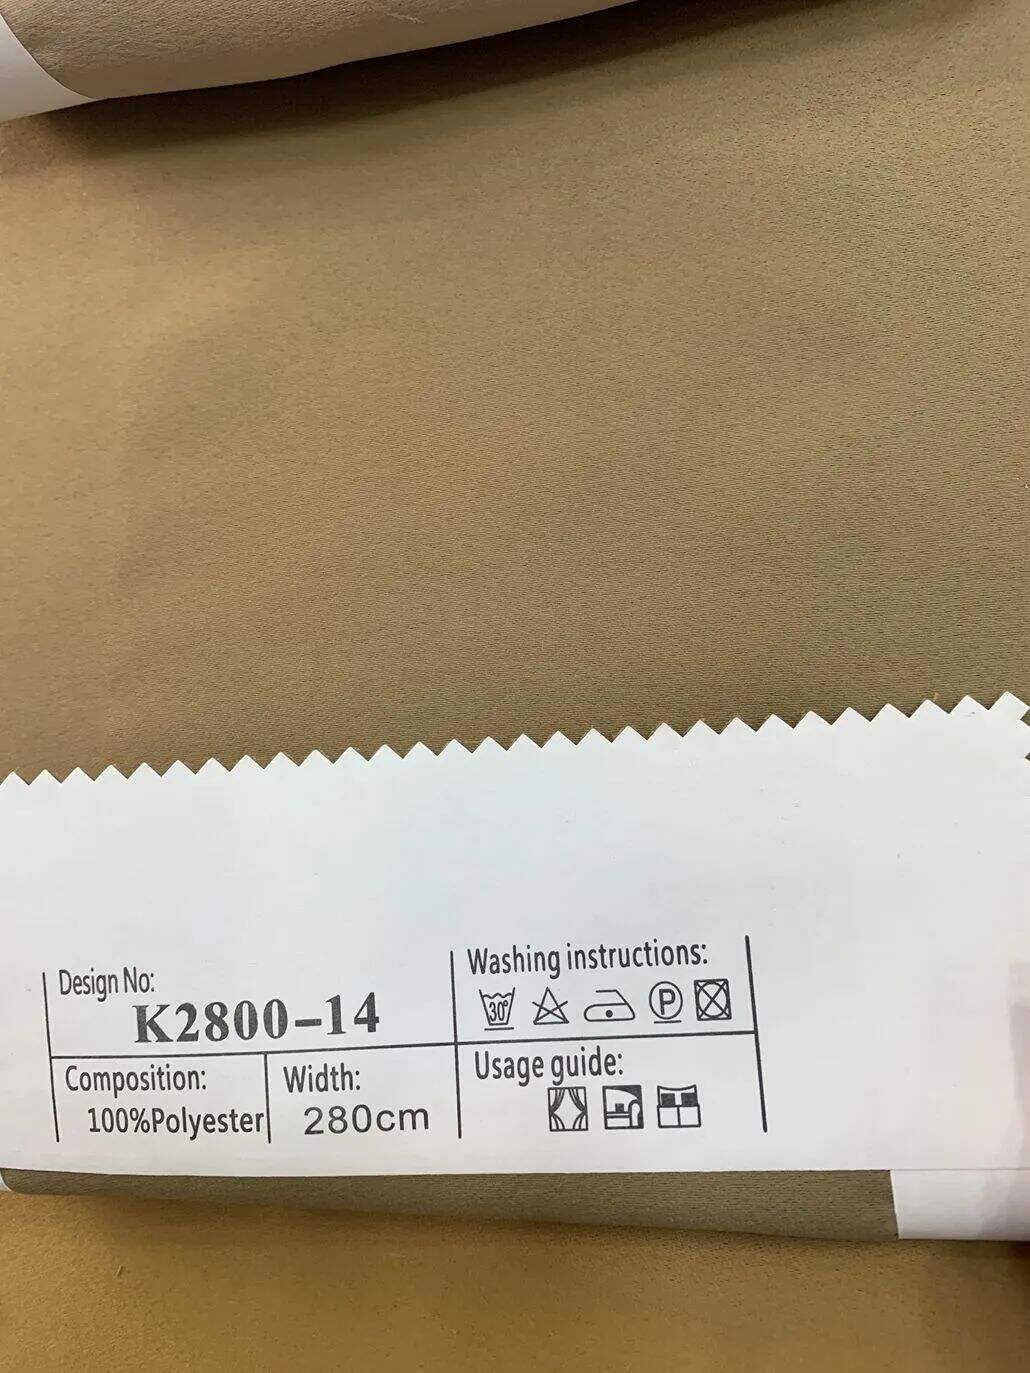 Design No:
K2800-14
Composition:
100%Polyester
Width:
280cm
Washing instructions:
30°
P
Usage guide: